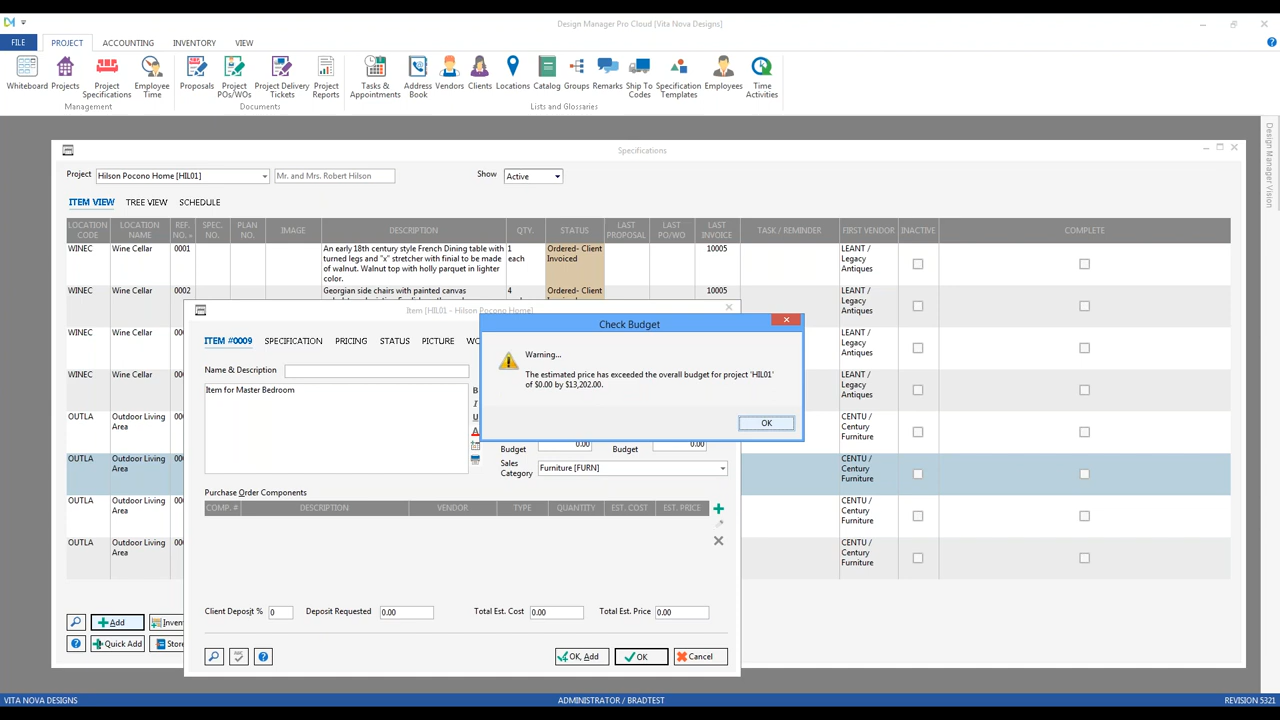 Design Manager Pro Cloud [Vita Nova Designs]
FILE PROJECT ACCOUNTING INVENTORY VIEW
Whiteboard Projects Project Specifications Employee Time Proposals Project POs/WOs Project Delivery Tickets Project Reports Tasks & Appointments Address Book Vendors Clients Locations Catalog Groups Remarks Ship To Codes Specification Templates Employees Time Activities
Management Documents Lists and Glossaries
Design Manager Vision
Specifications
Project Hilson Pocono Home [HIL01] Mr. and Mrs. Robert Hilson Show Active
ITEM VIEW TREE VIEW SCHEDULE
LOCATION CODE LOCATION NAME REF. NO. SPEC. NO. PLAN NO. IMAGE DESCRIPTION QTY. STATUS LAST PROPOSAL LAST PO/WO LAST INVOICE TASK / REMINDER FIRST VENDOR INACTIVE COMPLETE
WINEC Wine Cellar 0001 An early 18th century style French Dining table with 1 Ordered- Client 10005 LEANT /
turned legs and "x" stretcher with finial to be made each Invoiced Legacy
of walnut. Walnut top with holly parquet in lighter Antiques
color.
WINEC Wine Cellar 0002 Georgian side chairs with painted canvas 4 Ordered- Client 10005 LEANT /
Legacy
Antiques
WINEC Wine Cellar LEANT /
Legacy
Antiques
WINEC Wine Cellar LEANT /
Legacy
Antiques
OUTLA Outdoor Living CENTU /
Area Century
Furniture
OUTLA Outdoor Living CENTU /
Area Century
Furniture
OUTLA Outdoor Living CENTU /
Area Century
Furniture
OUTLA Outdoor Living CENTU /
Area Century
Furniture
Add Inven
Quick Add Store
Item [HIL01 - Hilson Pocono Home]
ITEM #0009 SPECIFICATION PRICING STATUS PICTURE WO
Name & Description
Item for Master Bedroom
B
I
U
A
Budget 0.00 Budget 0.00
Sales Category Furniture [FURN]
Purchase Order Components
COMP. # DESCRIPTION VENDOR TYPE QUANTITY EST. COST EST. PRICE
Client Deposit % 0 Deposit Requested 0.00 Total Est. Cost 0.00 Total Est. Price 0.00
OK, Add OK Cancel
Check Budget
Warning...
The estimated price has exceeded the overall budget for project 'HIL01'
of $0.00 by $13,202.00.
OK
VITA NOVA DESIGNS ADMINISTRATOR / BRADTEST REVISION 5321